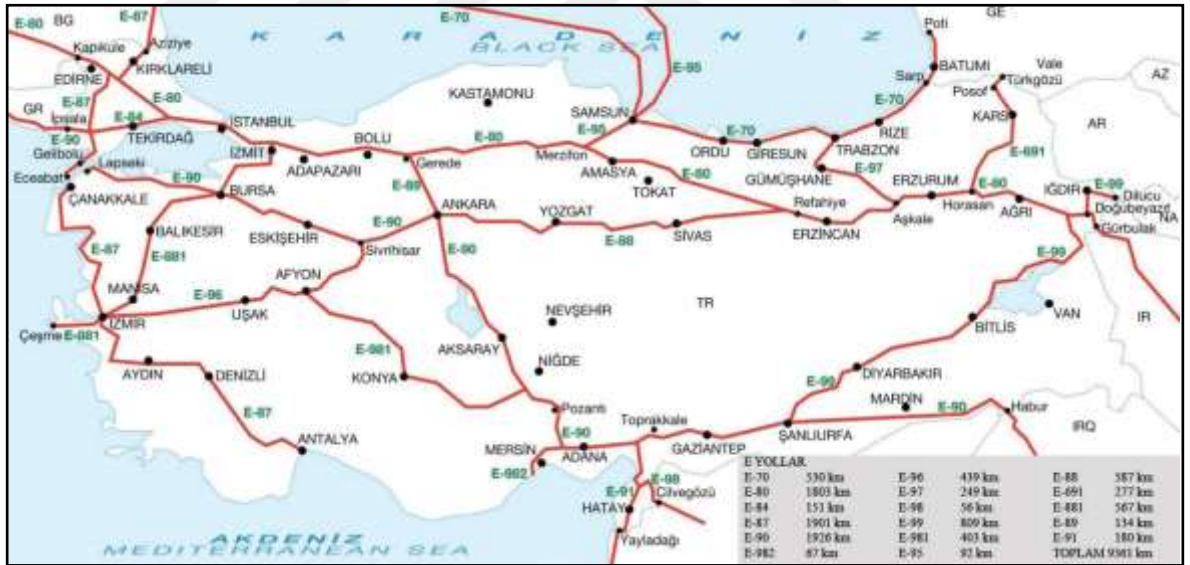 E-80
BG
E-87
E-70
GE
Poti
KARADENİZ
BLACK SEA
Kapıkule
Aziziye
EDİRNE
KIRKLARELİ
E-95
BATUMI
Sarp
Vale
Türkgözü
Posof
AZ
GR
E-87
E-80
KASTAMONU
SAMSUN
E-70
KARS
İpsala
E-84
TEKİRDAĞ
İSTANBUL
BOLU
E-80
E-95
E-70
RİZE
AR
E-90
İZMİT
ADAPAZARI
Gerede
Merzifon
ORDU
GİRESUN
TRABZON
E-691
Gelibolu
Lapseki
AMASYA
E-80
GÜMÜŞHANE
E-97
Eceabat
E-90
BURSA
E-89
TOKAT
ERZURUM
E-80
IĞDIR
E-99
Dilucu
ÇANAKKALE
ANKARA
YOZGAT
Refahiye
Aşkale
Horasan
AĞRI
Doğubeyazıt
NA
E-90
E-88
SİVAS
ERZİNCAN
Gürbulak
BALIKESİR
ESKİŞEHİR
Sivrihisar
E-90
E-87
E-881
E-99
MANİSA
AFYON
E-96
UŞAK
TR
VAN
IR
İZMİR
NEVŞEHİR
BİTLİS
Çeşme
E-881
AKSARAY
E-981
NİĞDE
AYDIN
DENİZLİ
KONYA
DİYARBAKIR
E-99
MARDİN
E-90
Habur
E-87
Pozantı
Toprakkale
ANTALYA
MERSİN
E-90
ADANA
GAZİANTEP
ŞANLIURFA
IRQ
E-982
E-91
E-98
Cilvegözü
HATAY
Yayladağı
AKDENİZ
MEDITERRANEAN SEA
E YOLLAR
E-70 530 km E-96 439 km E-88 587 km
E-80 1803 km E-97 249 km E-691 277 km
E-84 151 km E-98 56 km E-881 567 km
E-87 1901 km E-99 809 km E-89 134 km
E-90 1926 km E-981 403 km E-91 180 km
E-982 67 km E-95 92 km TOPLAM 9361 km